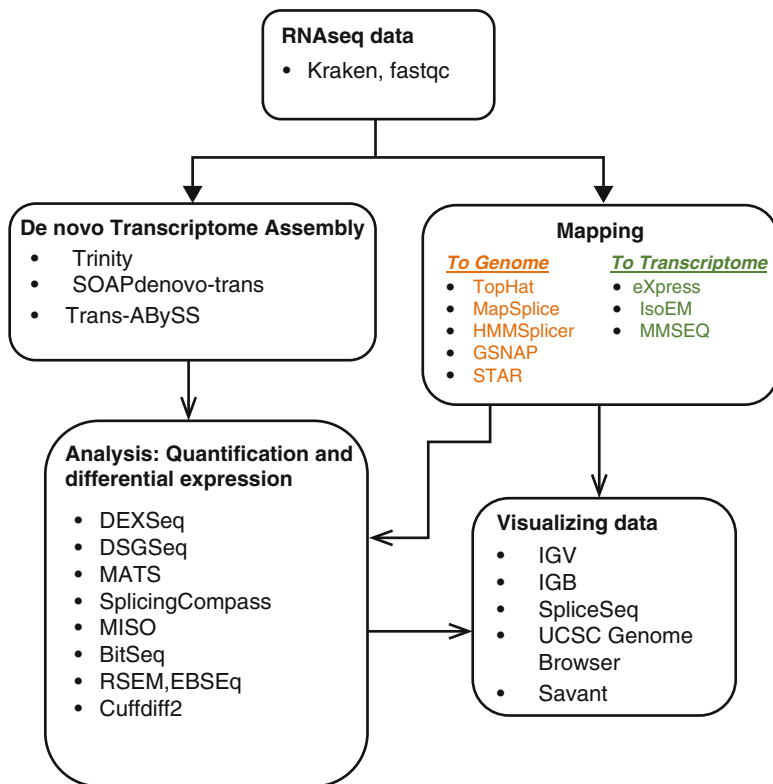 RNAseq data
• Kraken, fastqc
De novo Transcriptome Assembly
• Trinity
• SOAPdenovo-trans
• Trans-ABySS
Mapping
To Genome
• TopHat
• MapSplice
• HMMSplicer
• GSNAP
• STAR
To Transcriptome
• eXpress
• IsoEM
• MMSEQ
Analysis: Quantification and
differential expression
• DEXSeq
• DSGSeq
• MATS
• SplicingCompass
• MISO
• BitSeq
• RSEM,EBSEq
• Cuffdiff2
Visualizing data
• IGV
• IGB
• SpliceSeq
• UCSC Genome
Browser
• Savant